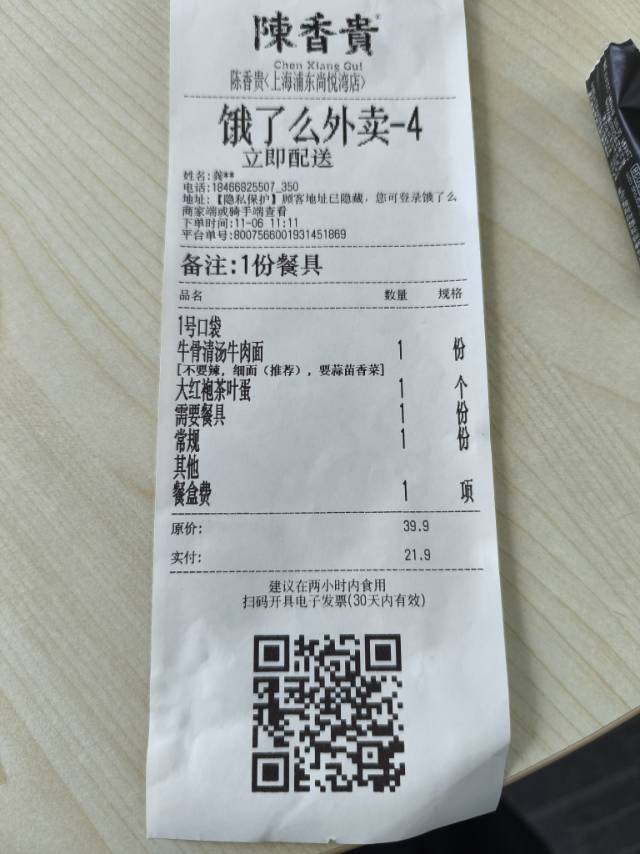 陳香貴
Chen Xiang Gui
陈香贵<上海浦东尚悦湾店>
饿了么外卖-4
立即配送
姓名:龚**
电话:18466825507_350
地址:【隐私保护】顾客地址已隐藏，您可登录饿了么
商家端或骑手端查看
下单时间:11-06 11:11
平台单号:8007566001931451869
备注:1份餐具
品名 数量 规格
1号口袋
牛骨清汤牛肉面 1 份
[不要辣，细面（推荐），要蒜苗香菜]
大红袍茶叶蛋 1 个
需要餐具 1 份
常规 1 份
其他
餐盒费 1 项
原价: 39.9
实付: 21.9
建议在两小时内食用
扫码开具电子发票(30天内有效)